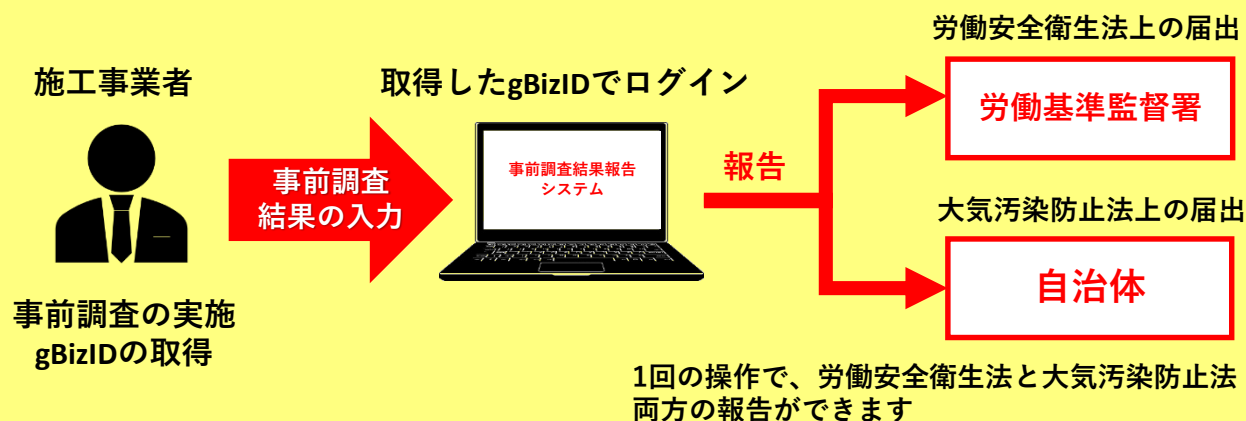 施工事業者
事前調査の実施
gBizIDの取得
事前調査
結果の入力
取得したgBizIDでログイン
事前調査結果報告
システム
報告
労働安全衛生法上の届出
労働基準監督署
大気汚染防止法上の届出
自治体
1回の操作で、労働安全衛生法と大気汚染防止法
両方の報告ができます